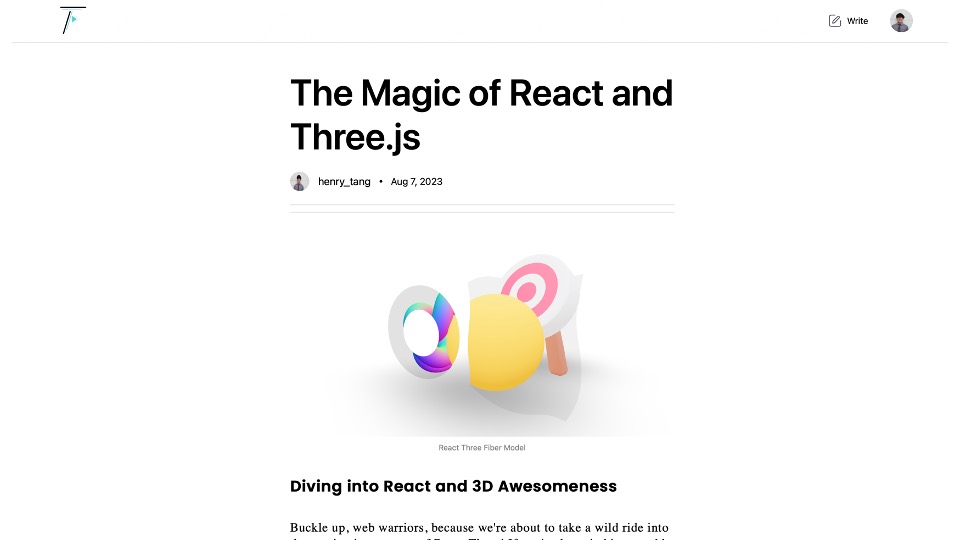 Write
The Magic of React and
Three.js
henry_tang • Aug 7, 2023
React Three Fiber Model
Diving into React and 3D Awesomeness
Buckle up, web warriors, because we're about to take a wild ride into